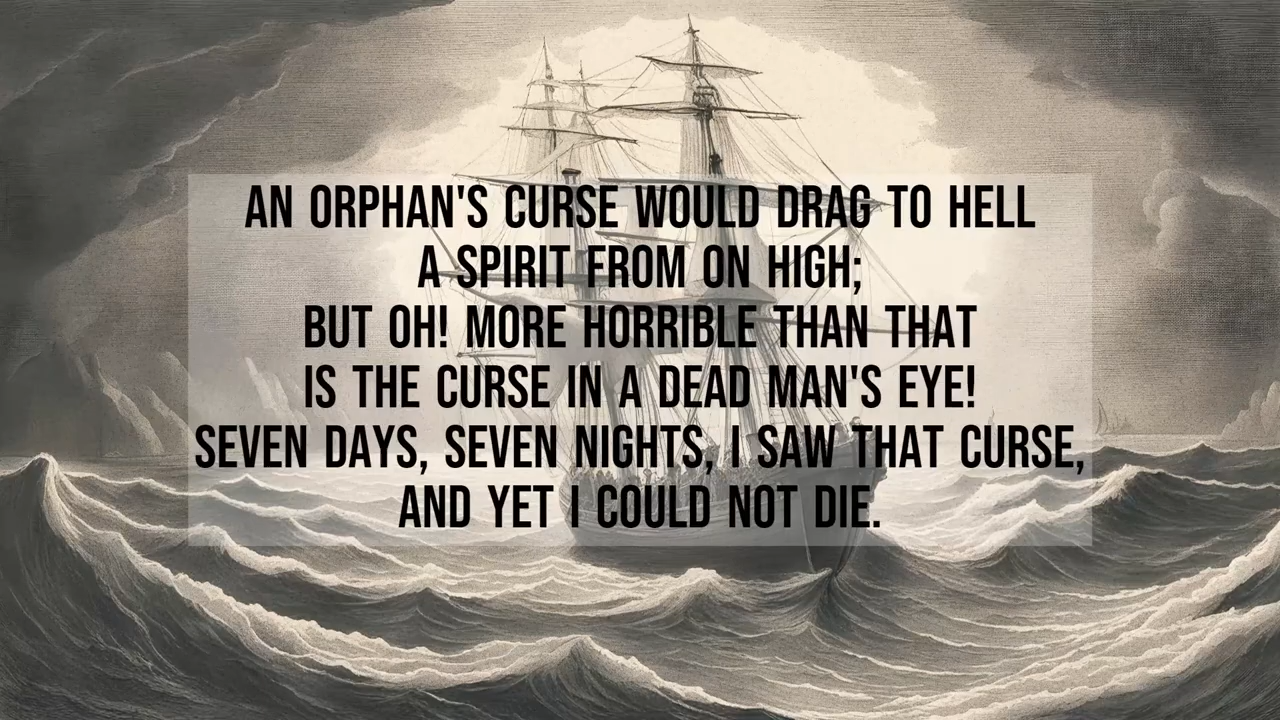 AN ORPHAN'S CURSE WOULD DRAG TO HELL
A SPIRIT FROM ON HIGH;
BUT OH! MORE HORRIBLE THAN THAT
IS THE CURSE IN A DEAD MAN'S EYE!
SEVEN DAYS, SEVEN NIGHTS, I SAW THAT CURSE,
AND YET I COULD NOT DIE.